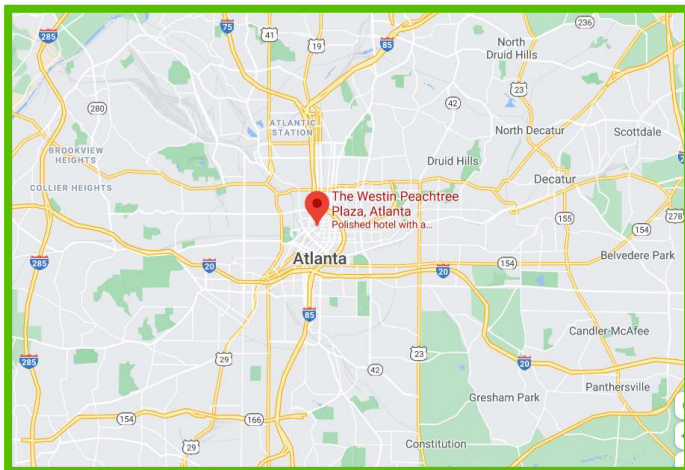 285
75
41
19
85
236
North
Druid Hills
23
280
42
ATLANTIC
STATION
North Decatur
Scottdale
BROOKVIEW
HEIGHTS
Druid Hills
COLLIER HEIGHTS
Decatur
The Westin Peachtree
Plaza, Atlanta
Polished hotel with a...
155
278
154
Atlanta
154
Belvedere Park
285
20
20
85
Candler-McAfee
29
23
285
20
42
Panthersville
Gresham Park
154
166
29
Constitution